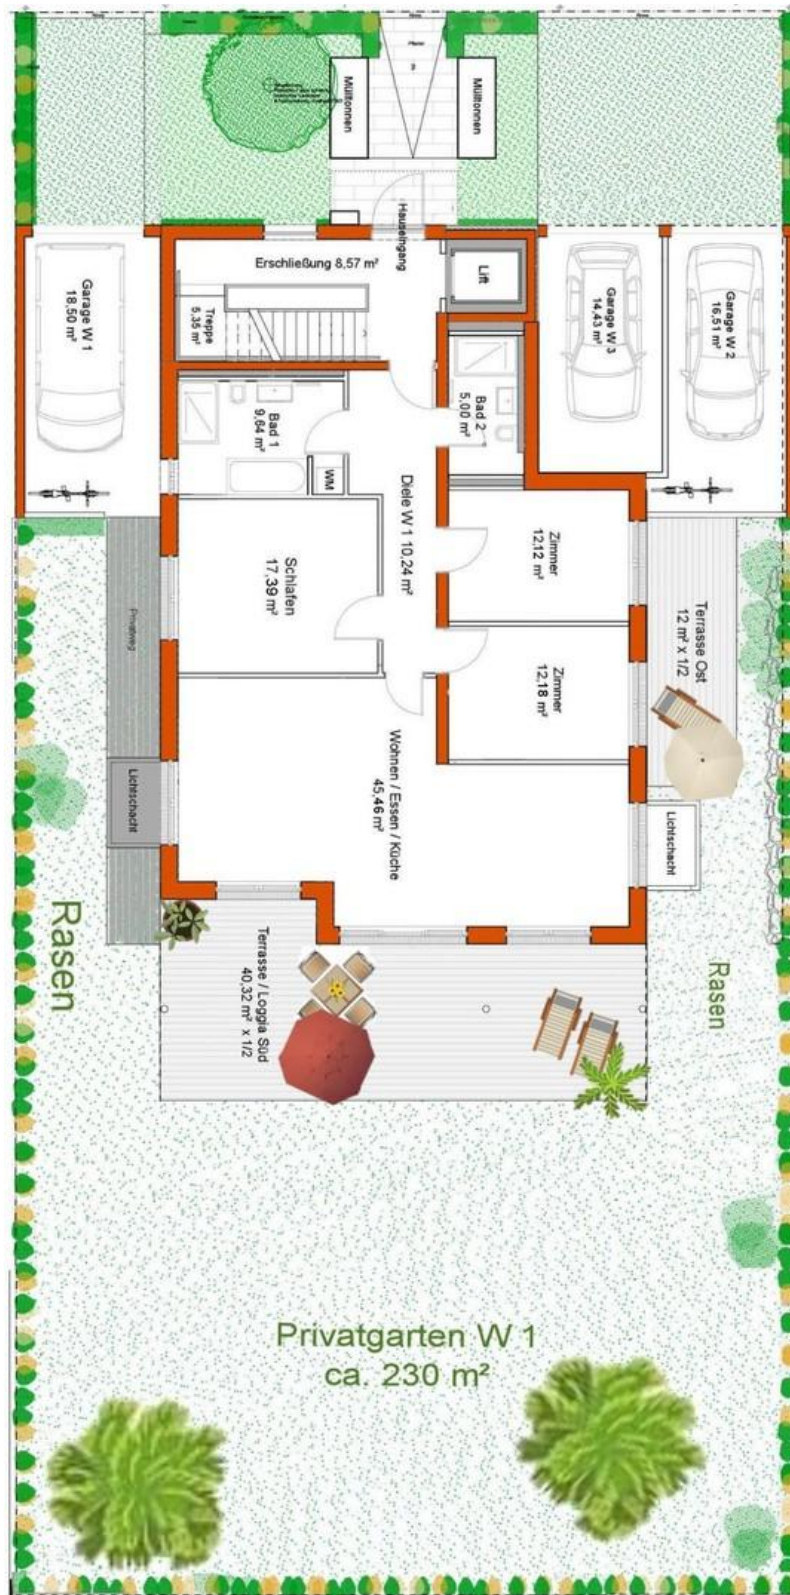 Mülltonnen
Mülltonnen
Hauseingang
Erschließung 8,57 m²
Lift
Treppe
5,35 m²
Garage W 1
18,50 m²
Garage W 3
14,43 m²
Garage W 2
16,51 m²
Bad 1
9,64 m²
Bad 2
5,00 m²
WM
Diele W 1 10,24 m²
Schlafen
17,39 m²
Zimmer
12,12 m²
Zimmer
12,18 m²
Terrasse Ost
12 m² x 1/2
Privatweg
Wohnen / Essen / Küche
45,46 m²
Lichtschacht
Lichtschacht
Rasen
Rasen
Terrasse / Loggia Süd
40,32 m² x 1/2
Privatgarten W 1
ca. 230 m²